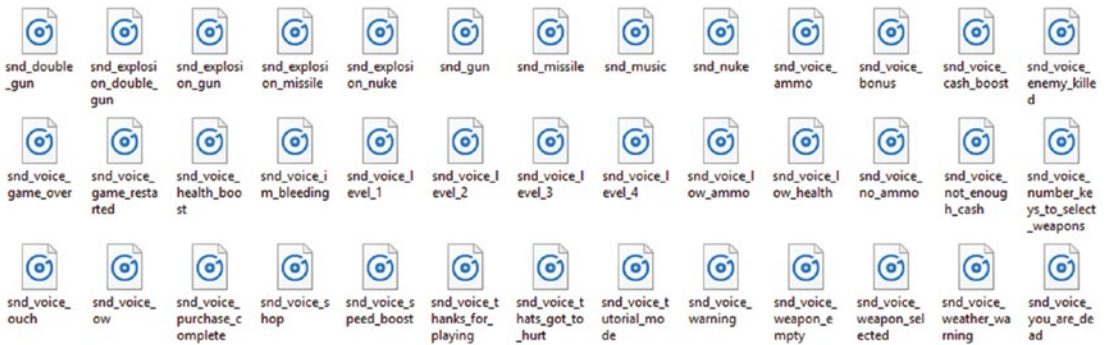 snd_double
_gun
snd_explosi
on_double_
gun
snd_explosi
on_gun
snd_explosi
on_missile
snd_explosi
on_nuke
snd_gun
snd_missile
snd_music
snd_nuke
snd_voice_
ammo
snd_voice_
bonus
snd_voice_
cash_boost
snd_voice_
enemy_kille
d
snd_voice_
game_over
snd_voice_
game_resta
rted
snd_voice_
health_boo
st
snd_voice_i
m_bleeding
snd_voice_l
evel_1
snd_voice_l
evel_2
snd_voice_l
evel_3
snd_voice_l
evel_4
snd_voice_l
ow_ammo
snd_voice_l
ow_health
snd_voice_
no_ammo
snd_voice_
not_enoug
h_cash
snd_voice_
number_ke
ys_to_select
_weapons
snd_voice_
ouch
snd_voice_
ow
snd_voice_
purchase_c
omplete
snd_voice_s
hop
snd_voice_s
peed_boost
snd_voice_t
hanks_for_
playing
snd_voice_t
hats_got_to
_hurt
snd_voice_t
utorial_mo
de
snd_voice_
warning
snd_voice_
weapon_e
mpty
snd_voice_
weapon_sel
ected
snd_voice_
weather_wa
rning
snd_voice_
you_are_de
ad